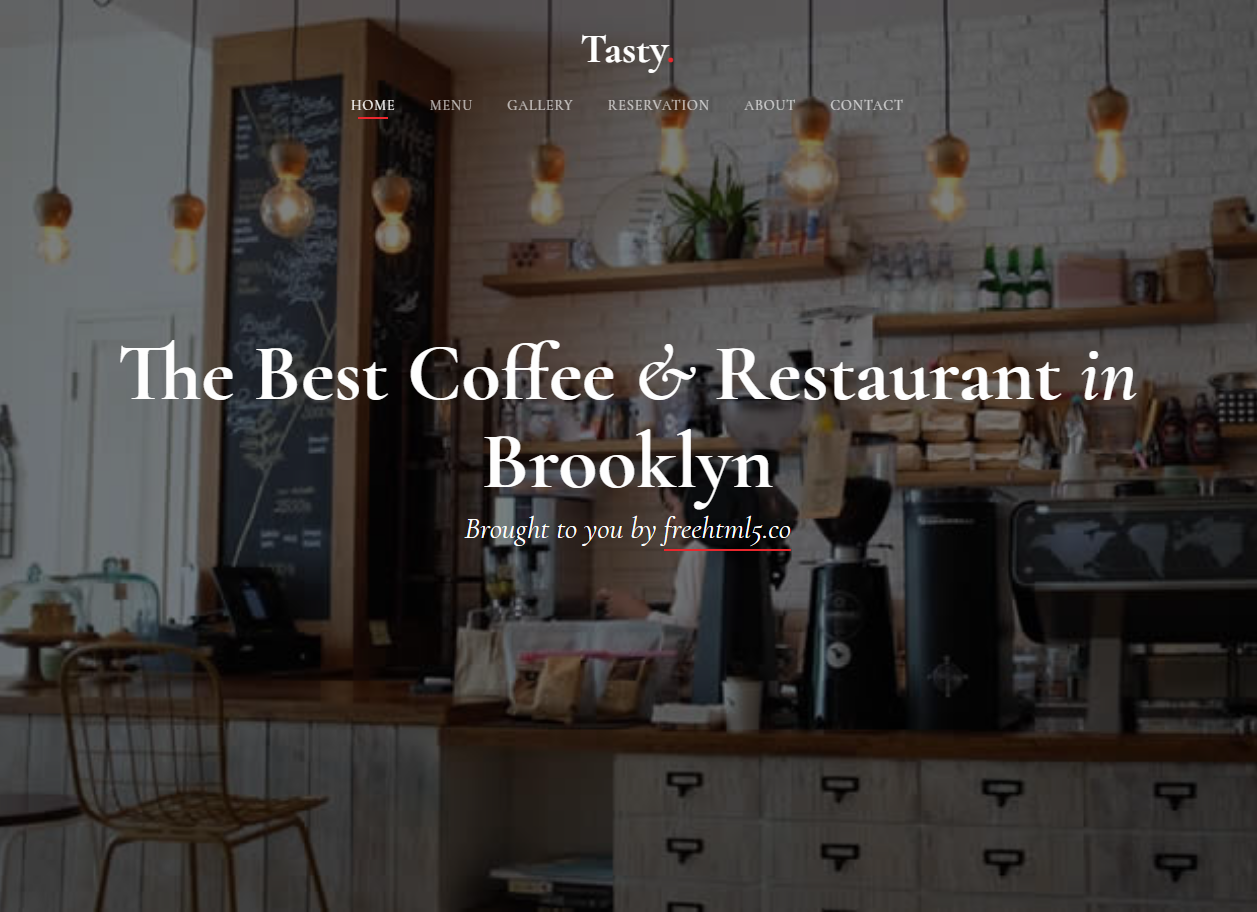 Tasty.
HOME MENU GALLERY RESERVATION ABOUT CONTACT
The Best Coffee & Restaurant in
Brooklyn
Brought to you by freehtml5.co